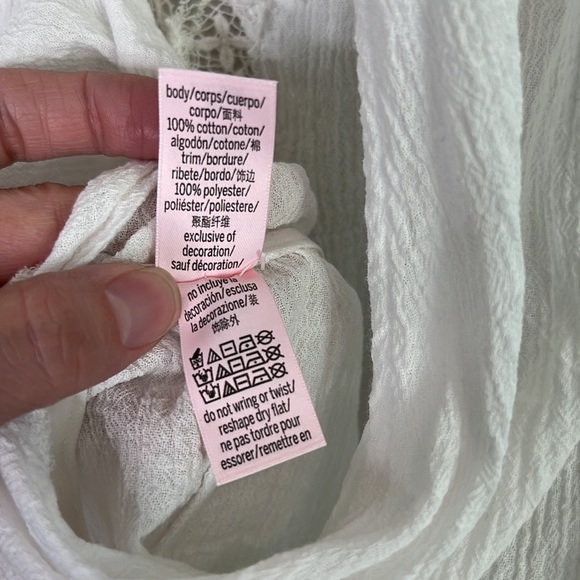 body/corps/cuerpo/
corpo/面料
100% cotton/coton/
algodón/cotone/棉
trim/bordure/
ribete/bordo/饰边
100% polyester/
poliéster/poliestere/
聚酯纤维
exclusive of
decoration/
sauf décoration/
no incluye la
decoración/esclusa
la decorazione/装
饰除外
do not wring or twist/
reshape dry flat/
ne pas tordre pour
essorer/remettre en